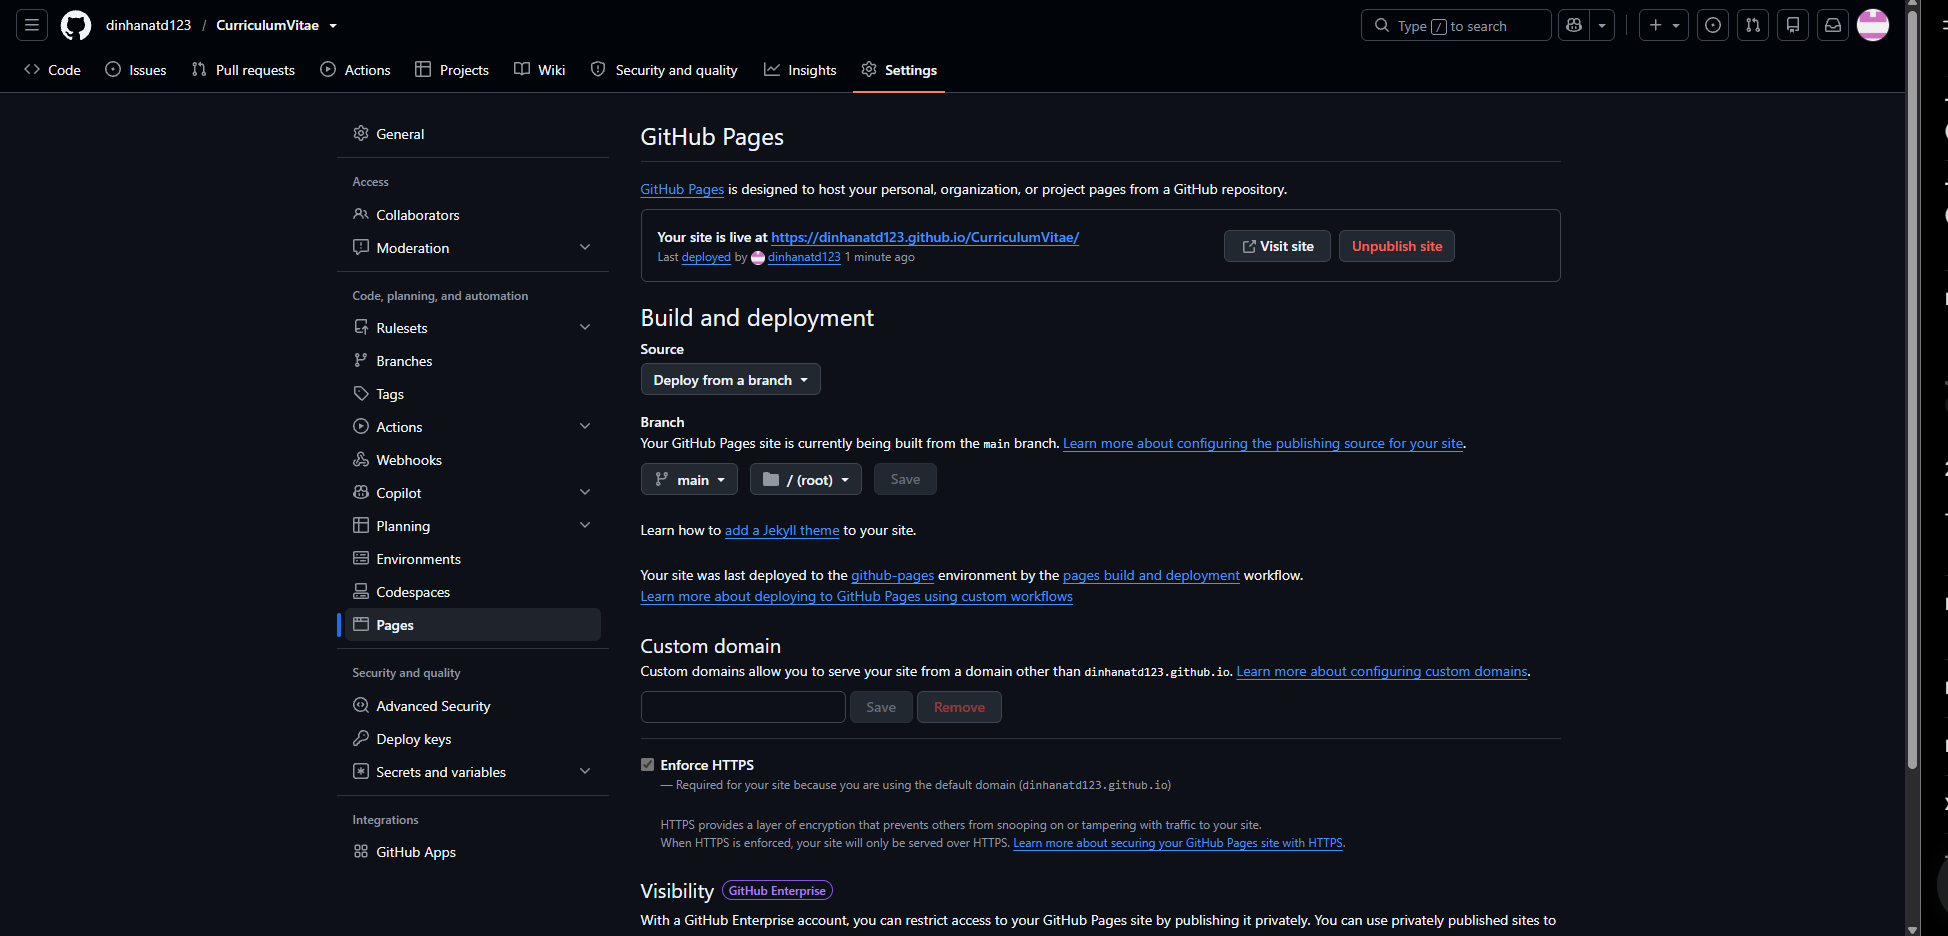 dinhanatd123 / CurriculumVitae
Type / to search
Code
Issues
Pull requests
Actions
Projects
Wiki
Security and quality
Insights
Settings
General
Access
Collaborators
Moderation
Code, planning, and automation
Rulesets
Branches
Tags
Actions
Webhooks
Copilot
Planning
Environments
Codespaces
Pages
Security and quality
Advanced Security
Deploy keys
Secrets and variables
Integrations
GitHub Apps
GitHub Pages
GitHub Pages is designed to host your personal, organization, or project pages from a GitHub repository.
Your site is live at https://dinhanatd123.github.io/CurriculumVitae/
Last deployed by dinhanatd123 1 minute ago
Visit site
Unpublish site
Build and deployment
Source
Deploy from a branch
Branch
Your GitHub Pages site is currently being built from the main branch. Learn more about configuring the publishing source for your site.
main
/ (root)
Save
Learn how to add a Jekyll theme to your site.
Your site was last deployed to the github-pages environment by the pages build and deployment workflow.
Learn more about deploying to GitHub Pages using custom workflows
Custom domain
Custom domains allow you to serve your site from a domain other than dinhanatd123.github.io. Learn more about configuring custom domains.
Save
Remove
Enforce HTTPS
— Required for your site because you are using the default domain (dinhanatd123.github.io)
HTTPS provides a layer of encryption that prevents others from snooping on or tampering with traffic to your site.
When HTTPS is enforced, your site will only be served over HTTPS. Learn more about securing your GitHub Pages site with HTTPS.
Visibility GitHub Enterprise
With a GitHub Enterprise account, you can restrict access to your GitHub Pages site by publishing it privately. You can use privately published sites to